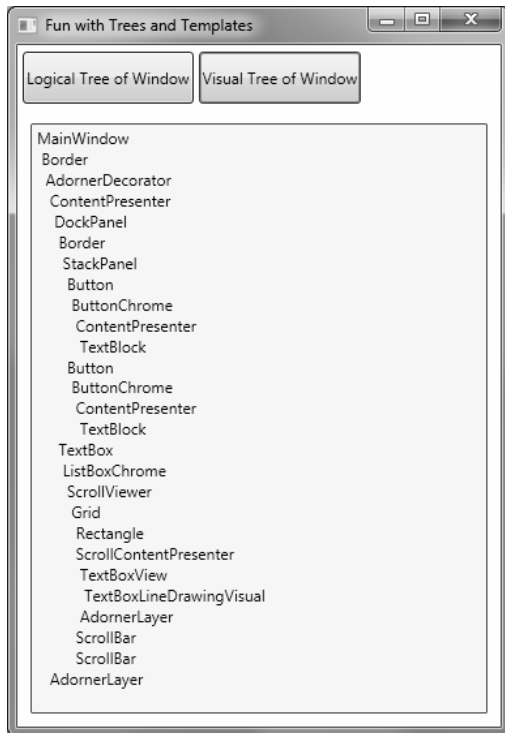 Fun with Trees and Templates
Logical Tree of Window Visual Tree of Window
MainWindow
Border
AdornerDecorator
ContentPresenter
DockPanel
Border
StackPanel
Button
ButtonChrome
ContentPresenter
TextBlock
Button
ButtonChrome
ContentPresenter
TextBlock
TextBox
ListBoxChrome
ScrollViewer
Grid
Rectangle
ScrollContentPresenter
TextBoxView
TextBoxLineDrawingVisual
AdornerLayer
ScrollBar
ScrollBar
AdornerLayer